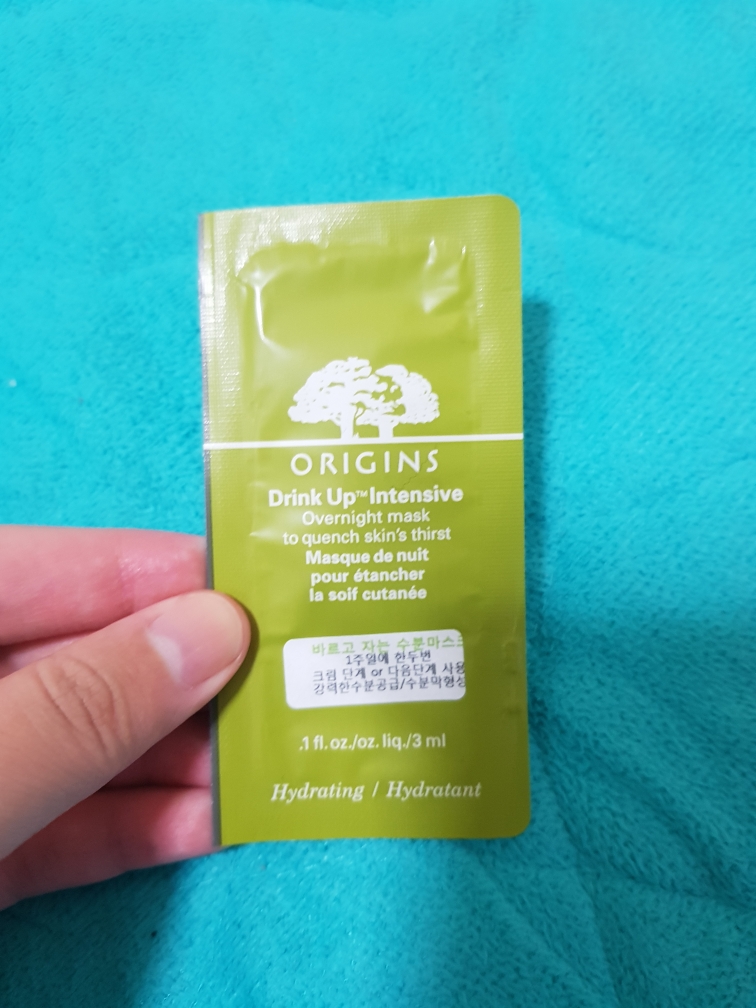 ORIGINS
Drink Up™Intensive
Overnight mask
to quench skin's thirst
Masque de nuit
pour étancher
la soif cutanée
바르고 자는 수분마스크
1주일에 한두번
크림 단계 or 다음단계 사용
강력한수분공급/수분막형성
.1 fl.oz./oz. liq./3 ml
Hydrating / Hydratant